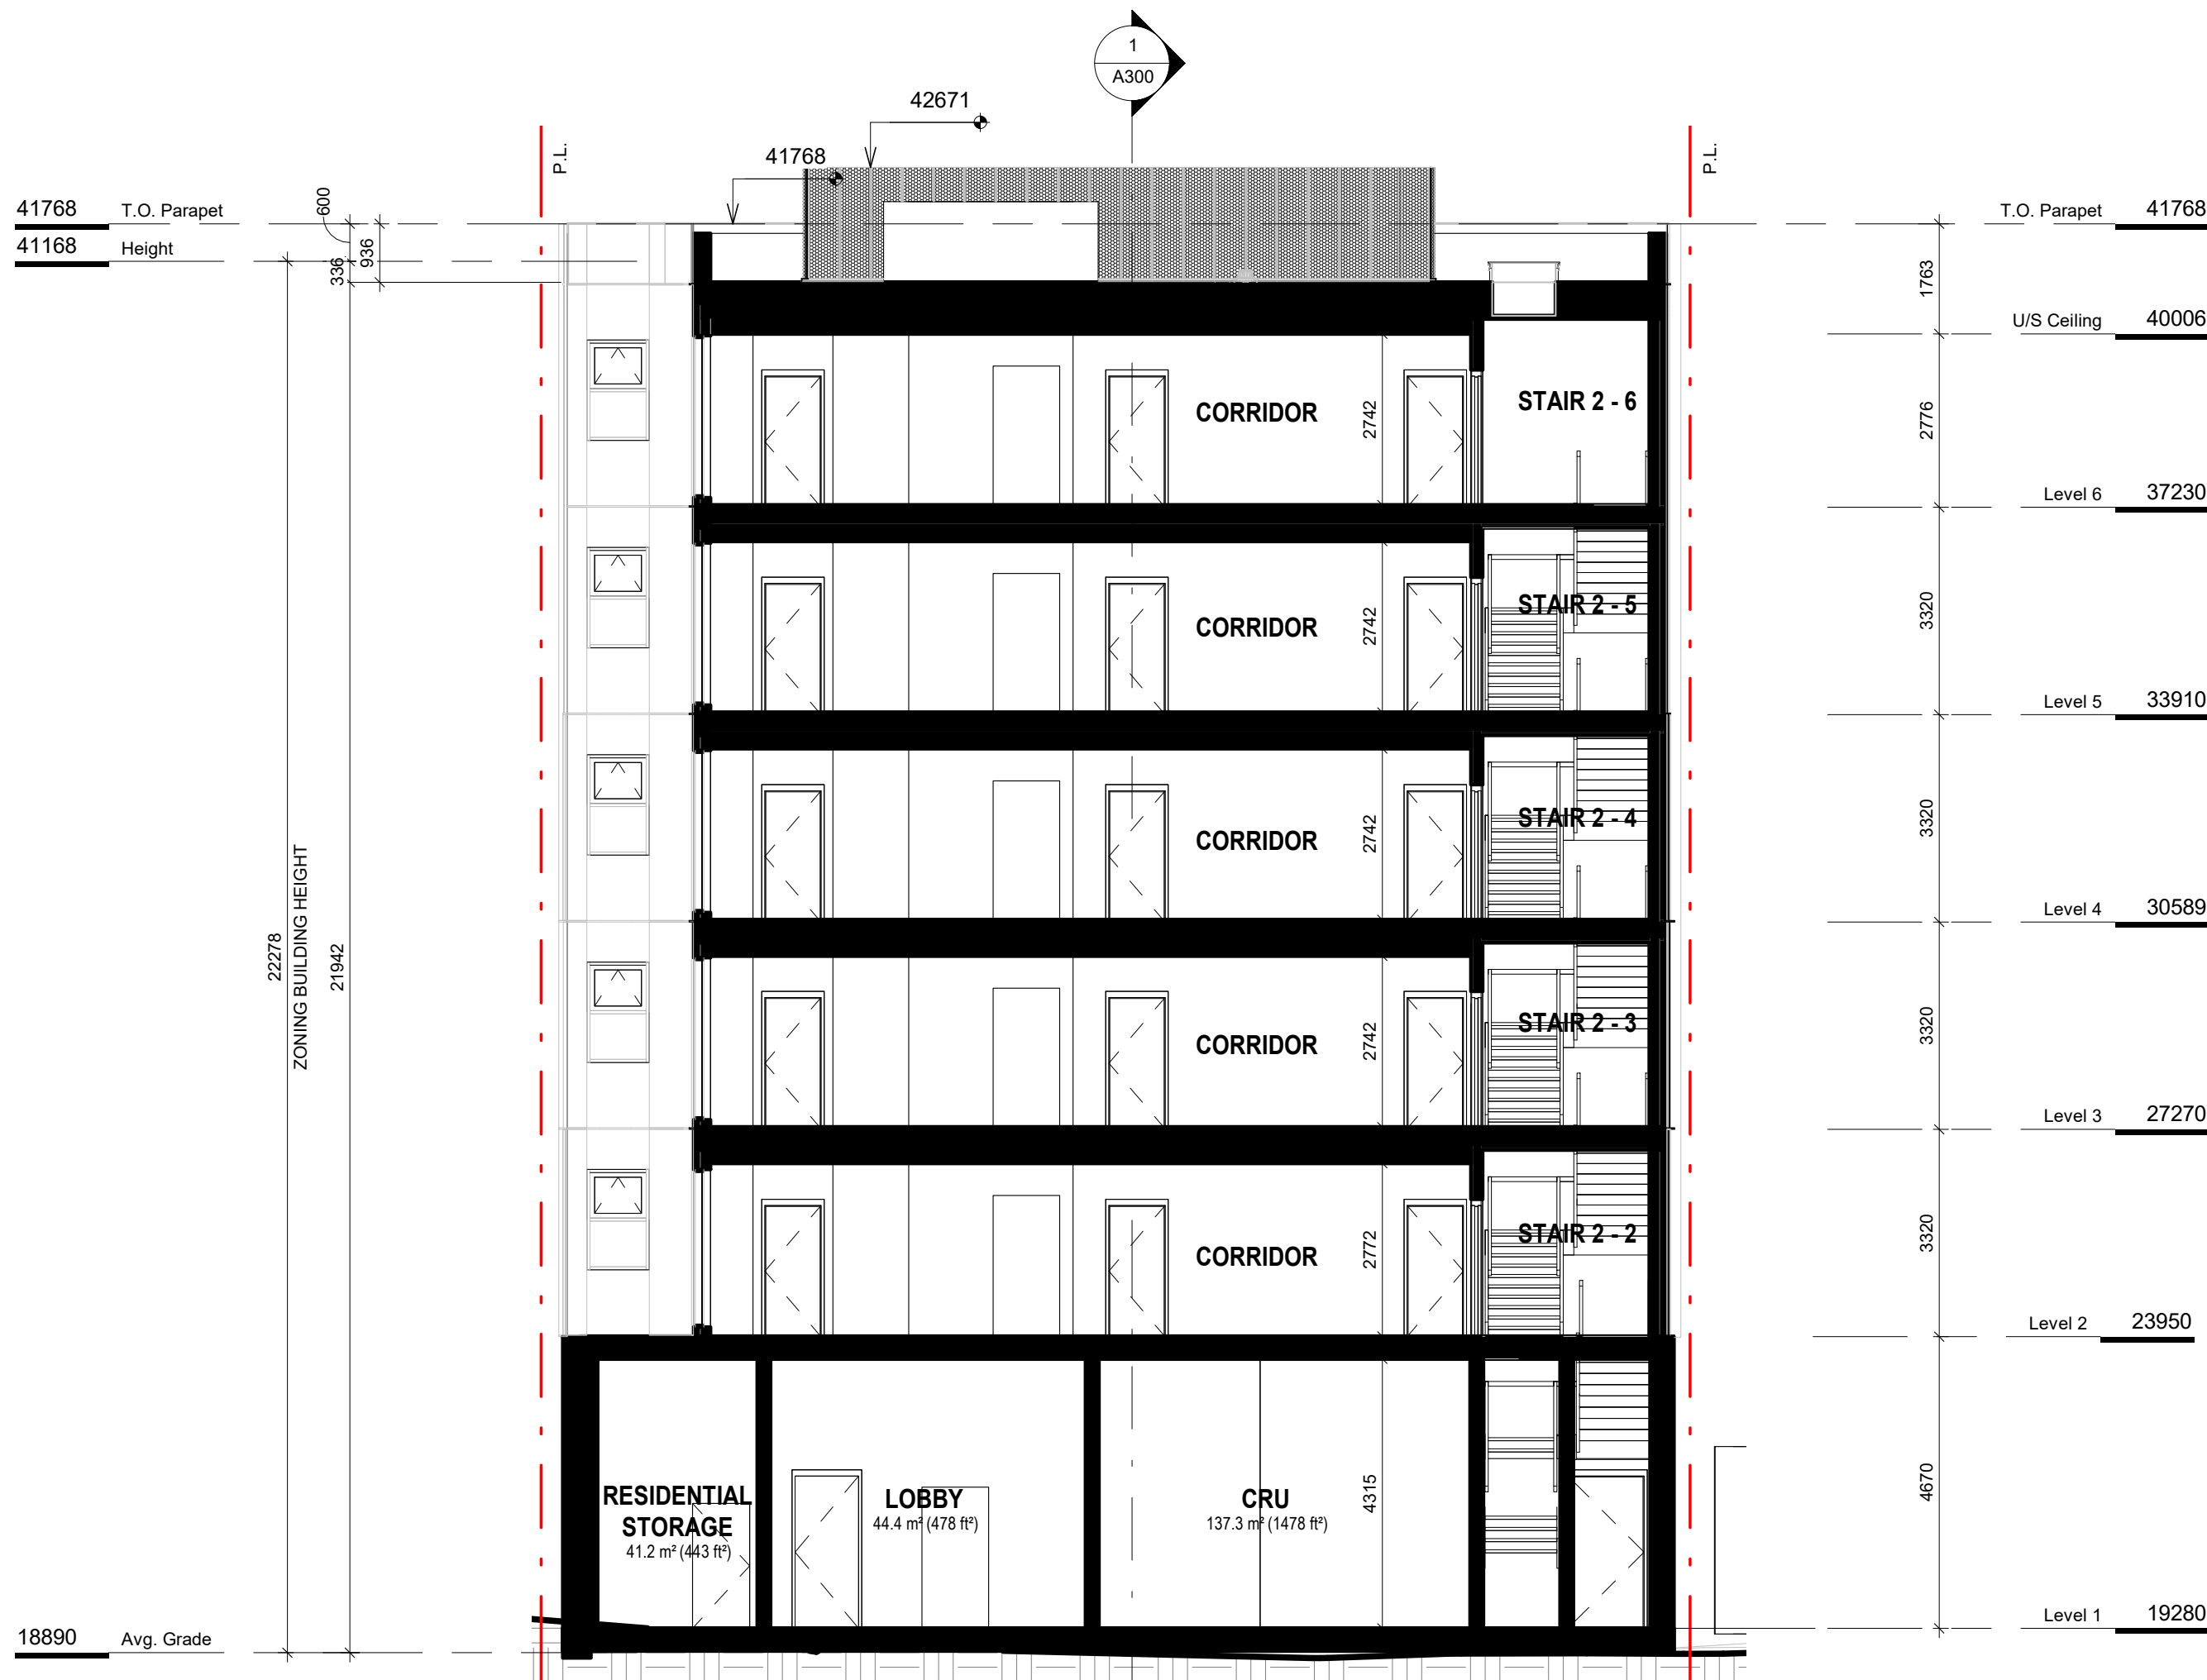 1
A300
42671
41768
P.L.
P.L.
41768 T.O. Parapet
41168 Height
600
936
336
T.O. Parapet 41768
1763
U/S Ceiling 40006
CORRIDOR
2742
STAIR 2 - 6
2776
Level 6 37230
CORRIDOR
2742
STAIR 2 - 5
3320
Level 5 33910
CORRIDOR
2742
STAIR 2 - 4
3320
Level 4 30589
22278
ZONING BUILDING HEIGHT
21942
CORRIDOR
2742
STAIR 2 - 3
3320
Level 3 27270
CORRIDOR
2772
STAIR 2 - 2
3320
Level 2 23950
RESIDENTIAL
STORAGE
41.2 m² (443 ft²)
LOBBY
44.4 m² (478 ft²)
CRU
137.3 m² (1478 ft²)
4315
4670
Level 1 19280
18890 Avg. Grade